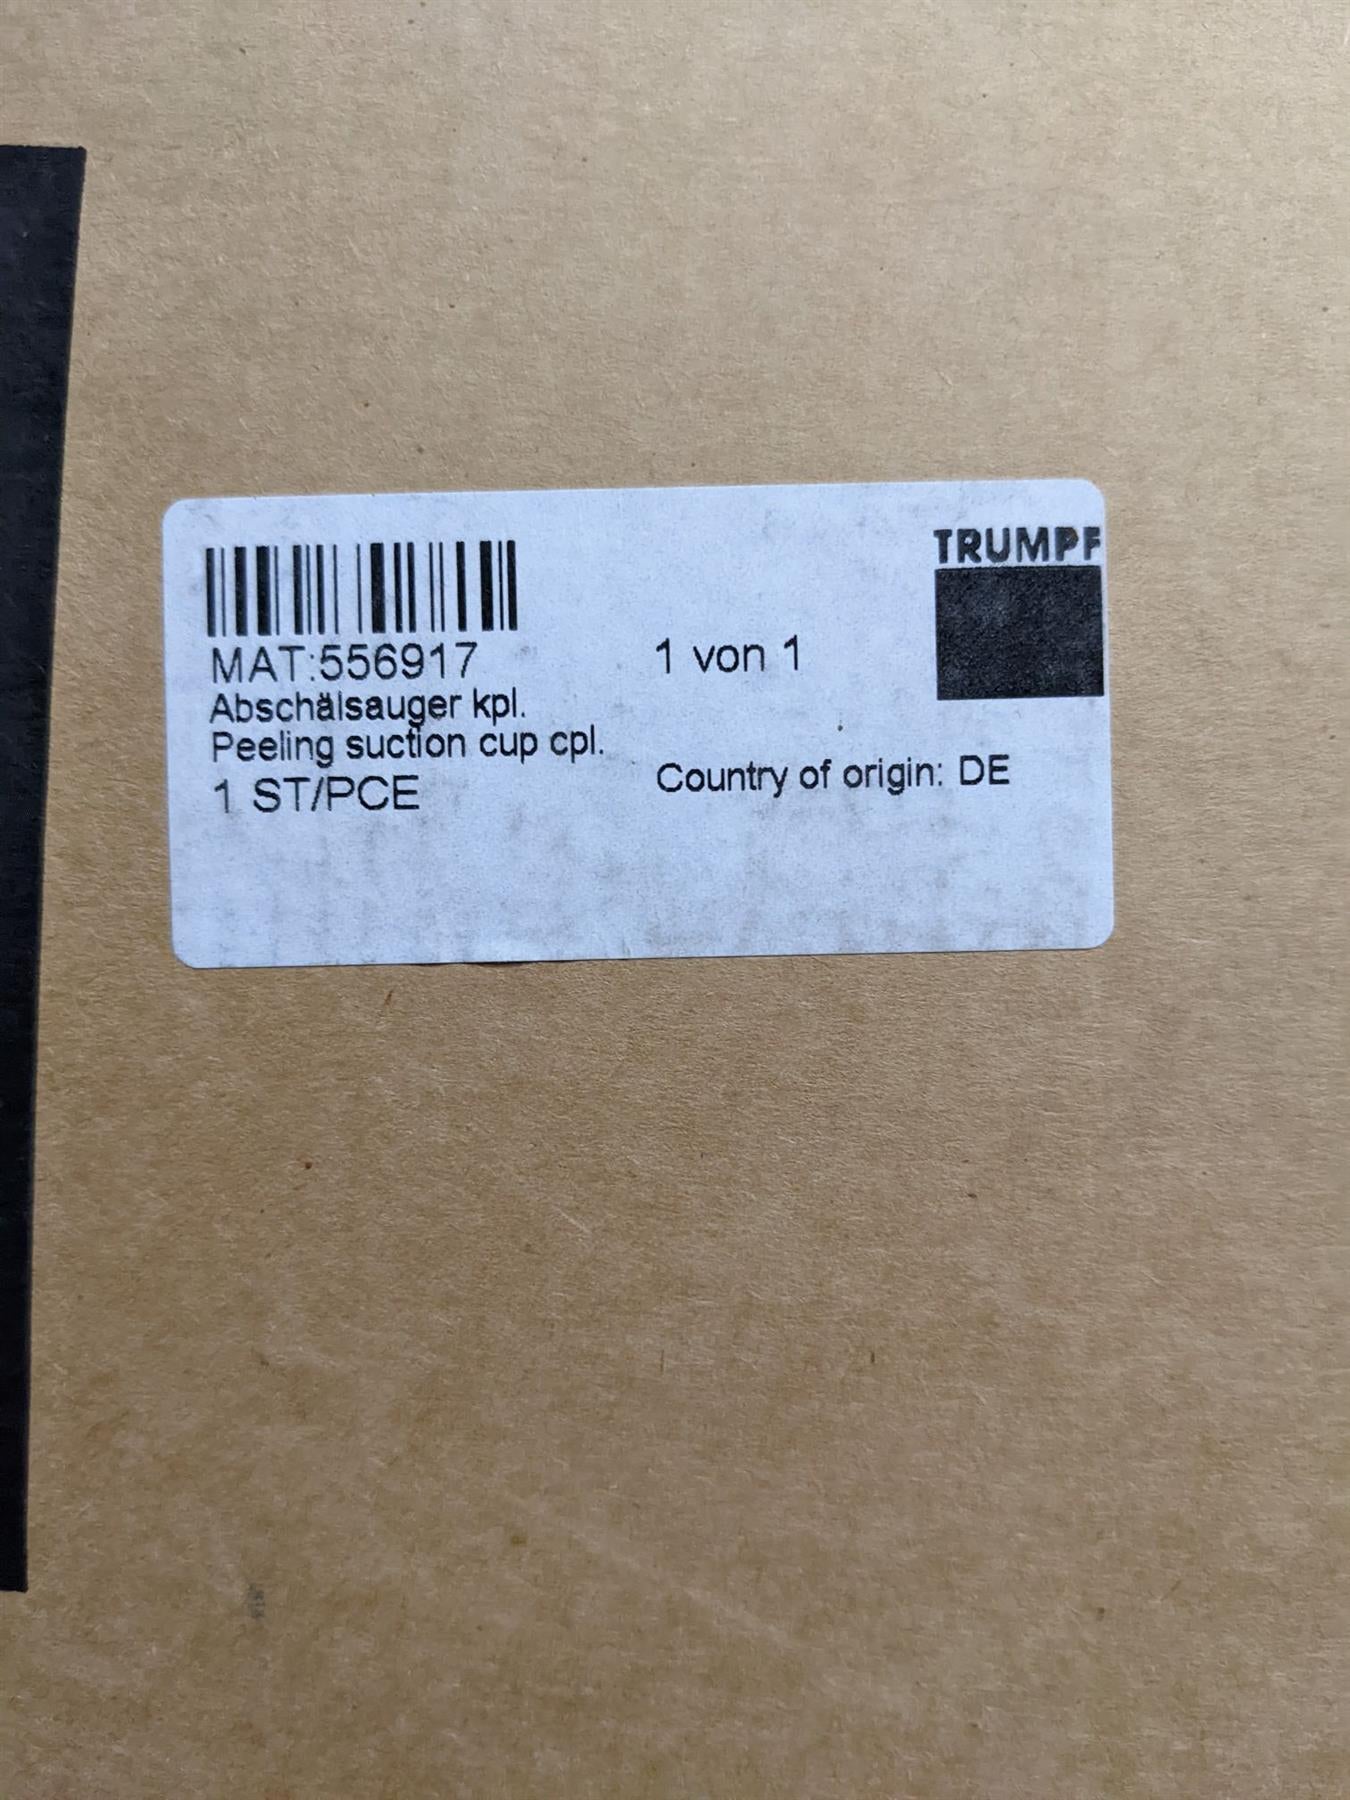 TRUMPF
MAT:556917
1 von 1
Abschälsauger kpl.
Peeling suction cup cpl.
Country of origin: DE
1 ST/PCE